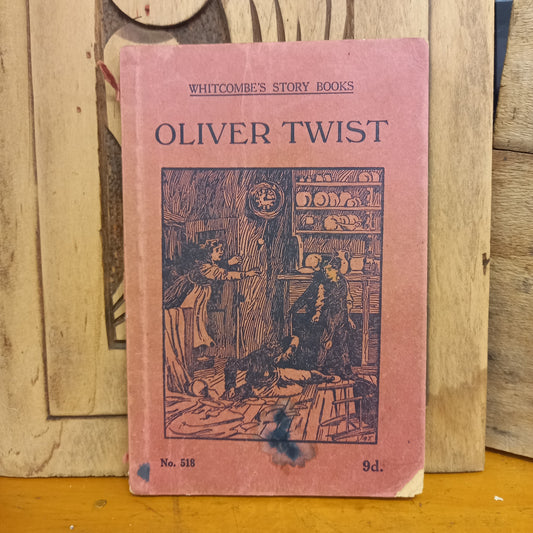 WHITCOMBE'S STORY BOOKS
OLIVER TWIST
No. 518
9d.